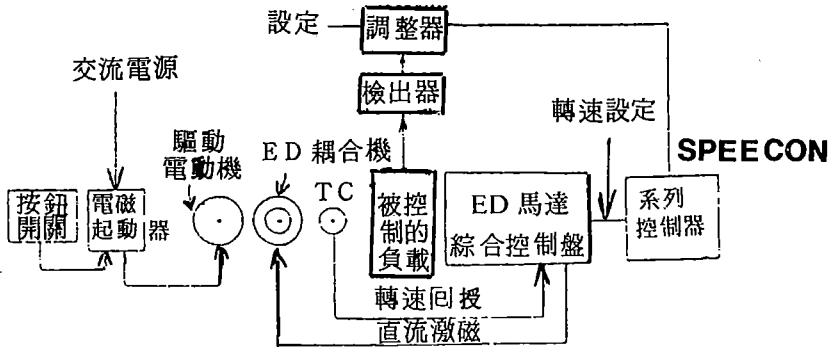 設定
調整器
交流電源
檢出器
轉速設定
驅動
電動機
ED 耦合機
SPEECON
TC
按鈕
開關
電磁
起動器
被控
制的
負載
ED 馬達
綜合控制盤
系列
控制器
轉速回授
直流激磁